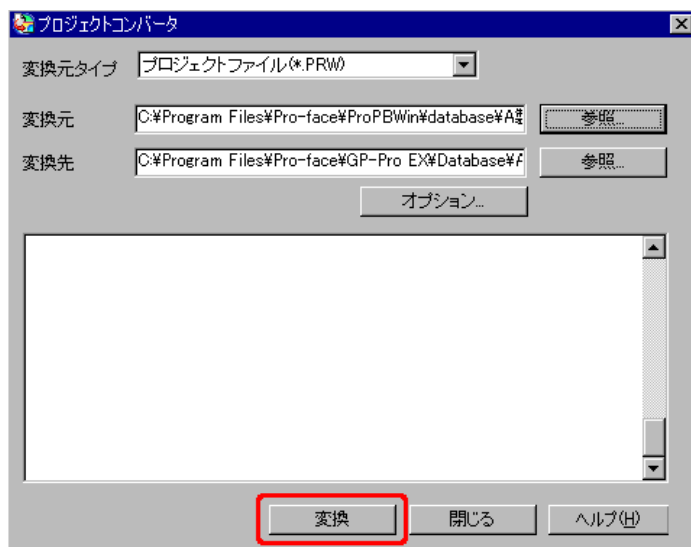 プロジェクトコンバータ
変換元タイプ プロジェクトファイル(*.PRW)
変換元 C:¥Program Files¥Pro-face¥ProPBWin¥database¥A 参照...
変換先 C:¥Program Files¥Pro-face¥GP-Pro EX¥Database¥ 参照...
オプション...
変換 閉じる ヘルプ(H)